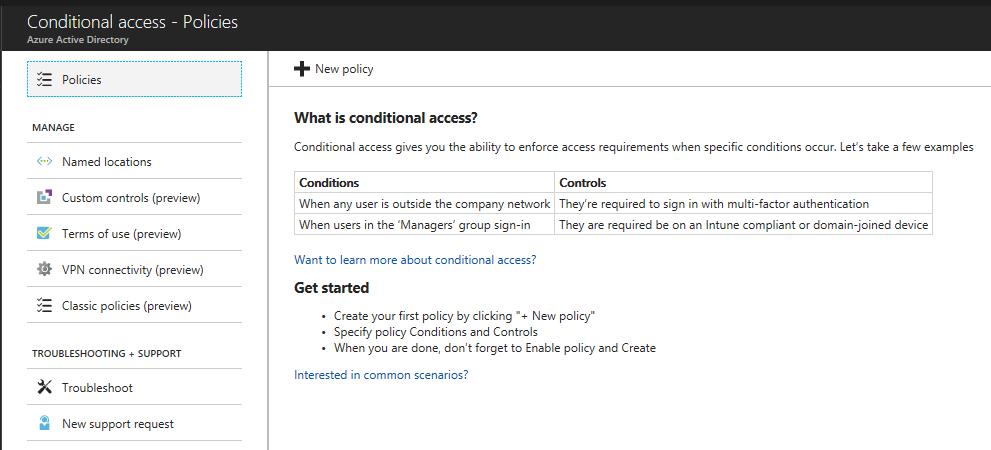 Conditional access - Policies
Azure Active Directory
Policies
MANAGE
Named locations
Custom controls (preview)
Terms of use (preview)
VPN connectivity (preview)
Classic policies (preview)
TROUBLESHOOTING + SUPPORT
Troubleshoot
New support request
New policy
What is conditional access?
Conditional access gives you the ability to enforce access requirements when specific conditions occur. Let's take a few examples
Conditions Controls
When any user is outside the company network They're required to sign in with multi-factor authentication
When users in the 'Managers' group sign-in They are required be on an Intune compliant or domain-joined device
Want to learn more about conditional access?
Get started
• Create your first policy by clicking "+ New policy"
• Specify policy Conditions and Controls
• When you are done, don't forget to Enable policy and Create
Interested in common scenarios?